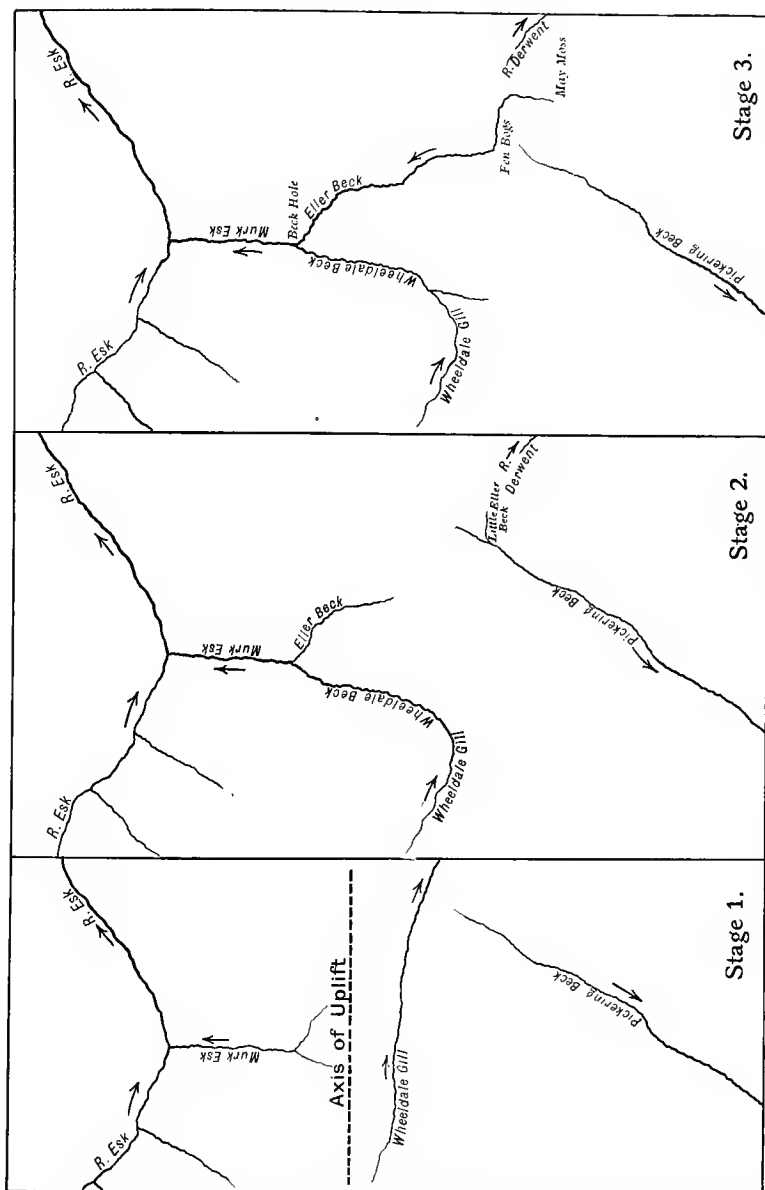 R. Esk
R. Esk
Murk Esk
Axis of Uplift
Wheeldale Gill
Pickering Beck
Stage 1.
R. Esk
R. Esk
Murk Esk
Eller Beck
Wheeldale Beck
Wheeldale Gill
Little Eller
Beck
R.
Derwent
Pickering Beck
Stage 2.
R. Esk
R. Esk
Murk Esk
Beck Hole
Eller Beck
Wheeldale Beck
Wheeldale Gill
Fen Bogs
R. Derwent
May Moss
Pickering Beck
Stage 3.